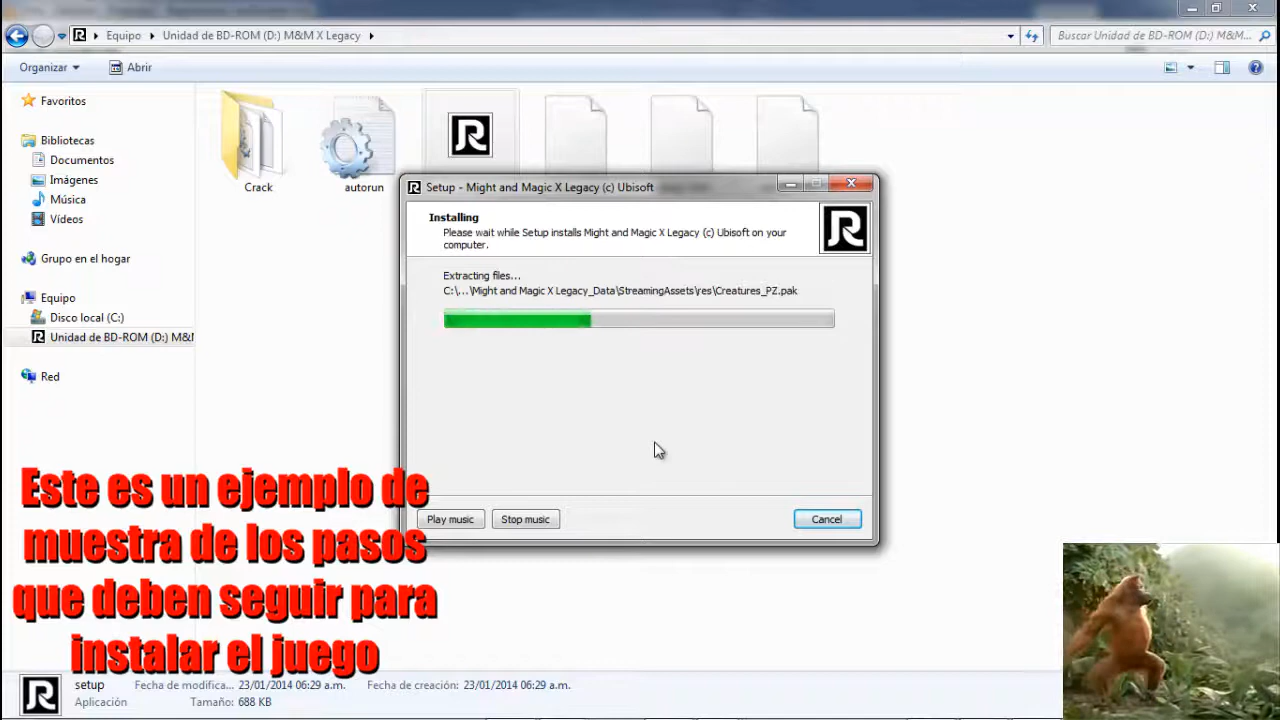 Equipo
Unidad de BD-ROM (D:) M&M X Legacy
Buscar Unidad de BD-ROM (D:) M&M...
Organizar
Abrir
Favoritos
Bibliotecas
Documentos
Imágenes
Música
Vídeos
Grupo en el hogar
Equipo
Disco local (C:)
Unidad de BD-ROM (D:) M&M
Red
Crack
autorun
Setup - Might and Magic X Legacy (c) Ubisoft
Installing
Please wait while Setup installs Might and Magic X Legacy (c) Ubisoft on your
computer.
Extracting files...
C:\...\Might and Magic X Legacy_Data\StreamingAssets\res\Creatures_PZ.pak
Play music
Stop music
Cancel
Este es un ejemplo de
muestra de los pasos
que deben seguir para
instalar el juego
setup
Fecha de modifica... 23/01/2014 06:29 a.m.
Fecha de creación: 23/01/2014 06:29 a.m.
Aplicación
Tamaño: 688 KB